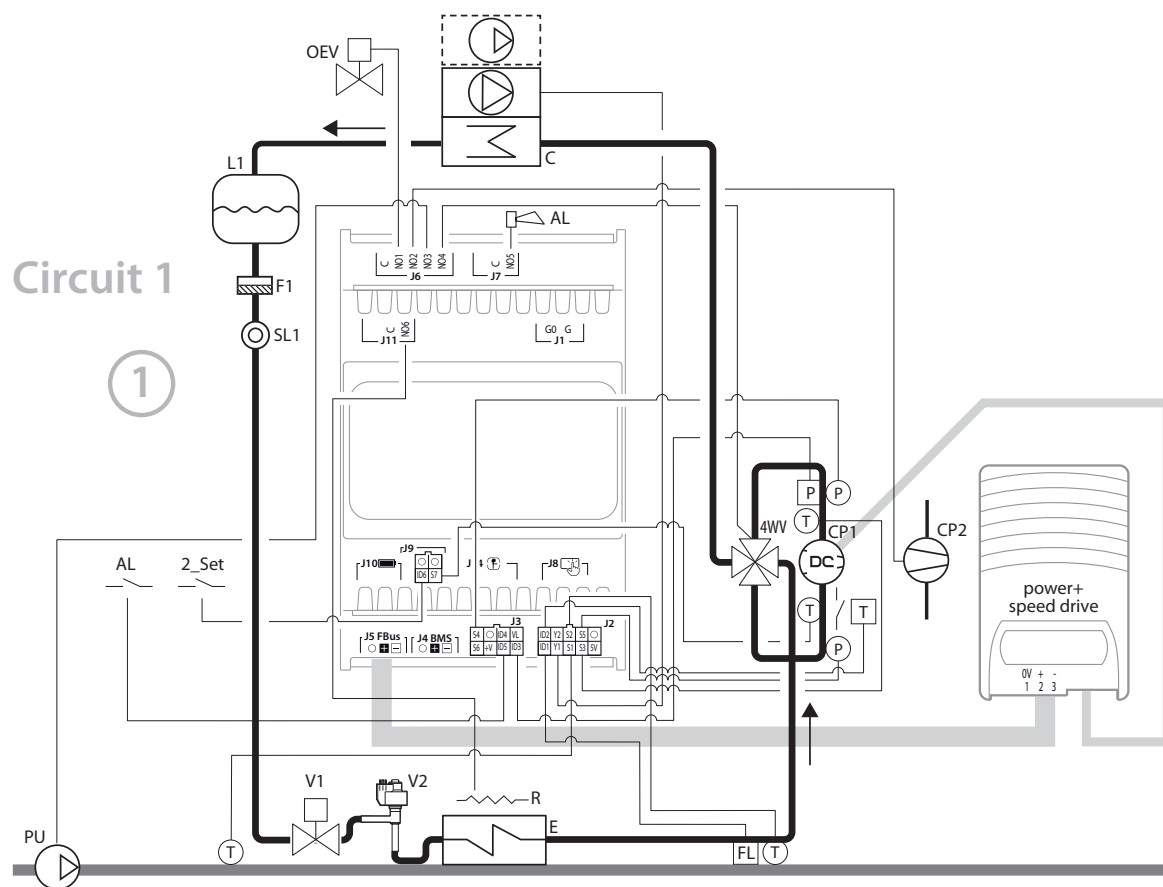 OEV
C
L1
AL
C NO1 NO2 NO3 NO4
J6
C NO5
J7
Circuit 1
F1
C NO6
J11
G0 G
J1
SL1
1
P P
4WV
T
CP1
CP2
DC
AL
2_Set
J9
J10
ID6 S7
J8
power+
speed drive
T
T
J5 FBus
J4 BMS
J3
S4 ID4 VL
S6 +V ID5 ID3
J2
ID2 Y2 S2 S5
ID1 Y1 S1 S3 5V
P
0V + -
1 2 3
V1
V2
R
E
PU
T
FL
T